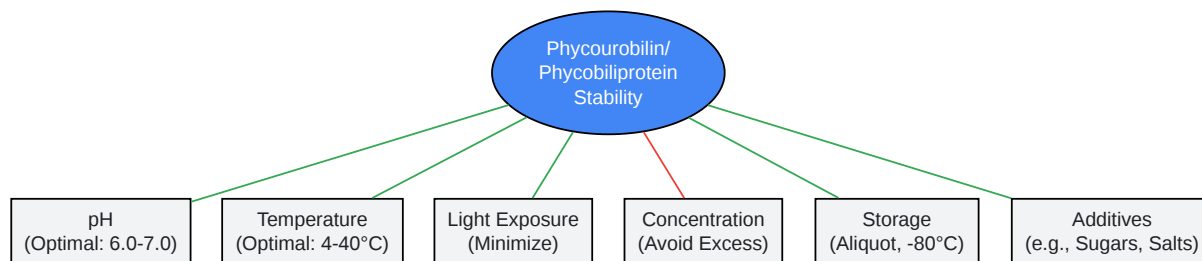 Phycourobilin/
Phycobiliprotein
Stability
pH
(Optimal: 6.0-7.0)
Temperature
(Optimal: 4-40°C)
Light Exposure
(Minimize)
Concentration
(Avoid Excess)
Storage
(Aliquot, -80°C)
Additives
(e.g., Sugars, Salts)